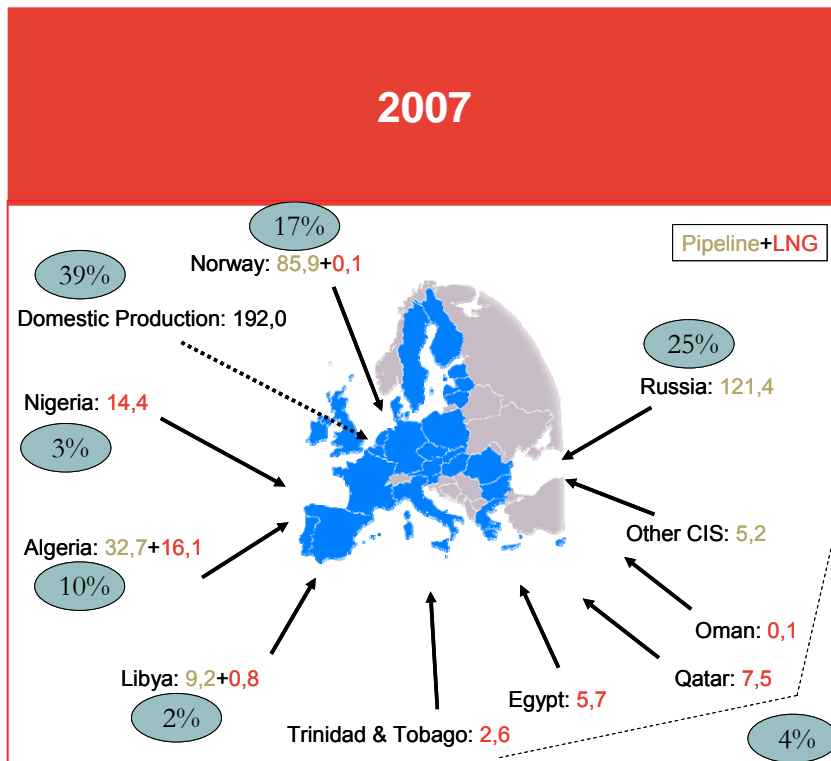 2007
17%
Pipeline+LNG
Norway: 85,9+0,1
39%
Domestic Production: 192,0
25%
Russia: 121,4
Nigeria: 14,4
3%
Other CIS: 5,2
Algeria: 32,7+16,1
10%
Oman: 0,1
Libya: 9,2+0,8
Qatar: 7,5
2%
Egypt: 5,7
Trinidad & Tobago: 2,6
4%